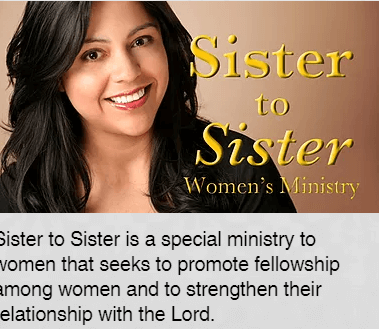 Sister
to
Sister
Women's Ministry
Sister to Sister is a special ministry to
women that seeks to promote fellowship
among women and to strengthen their
relationship with the Lord.